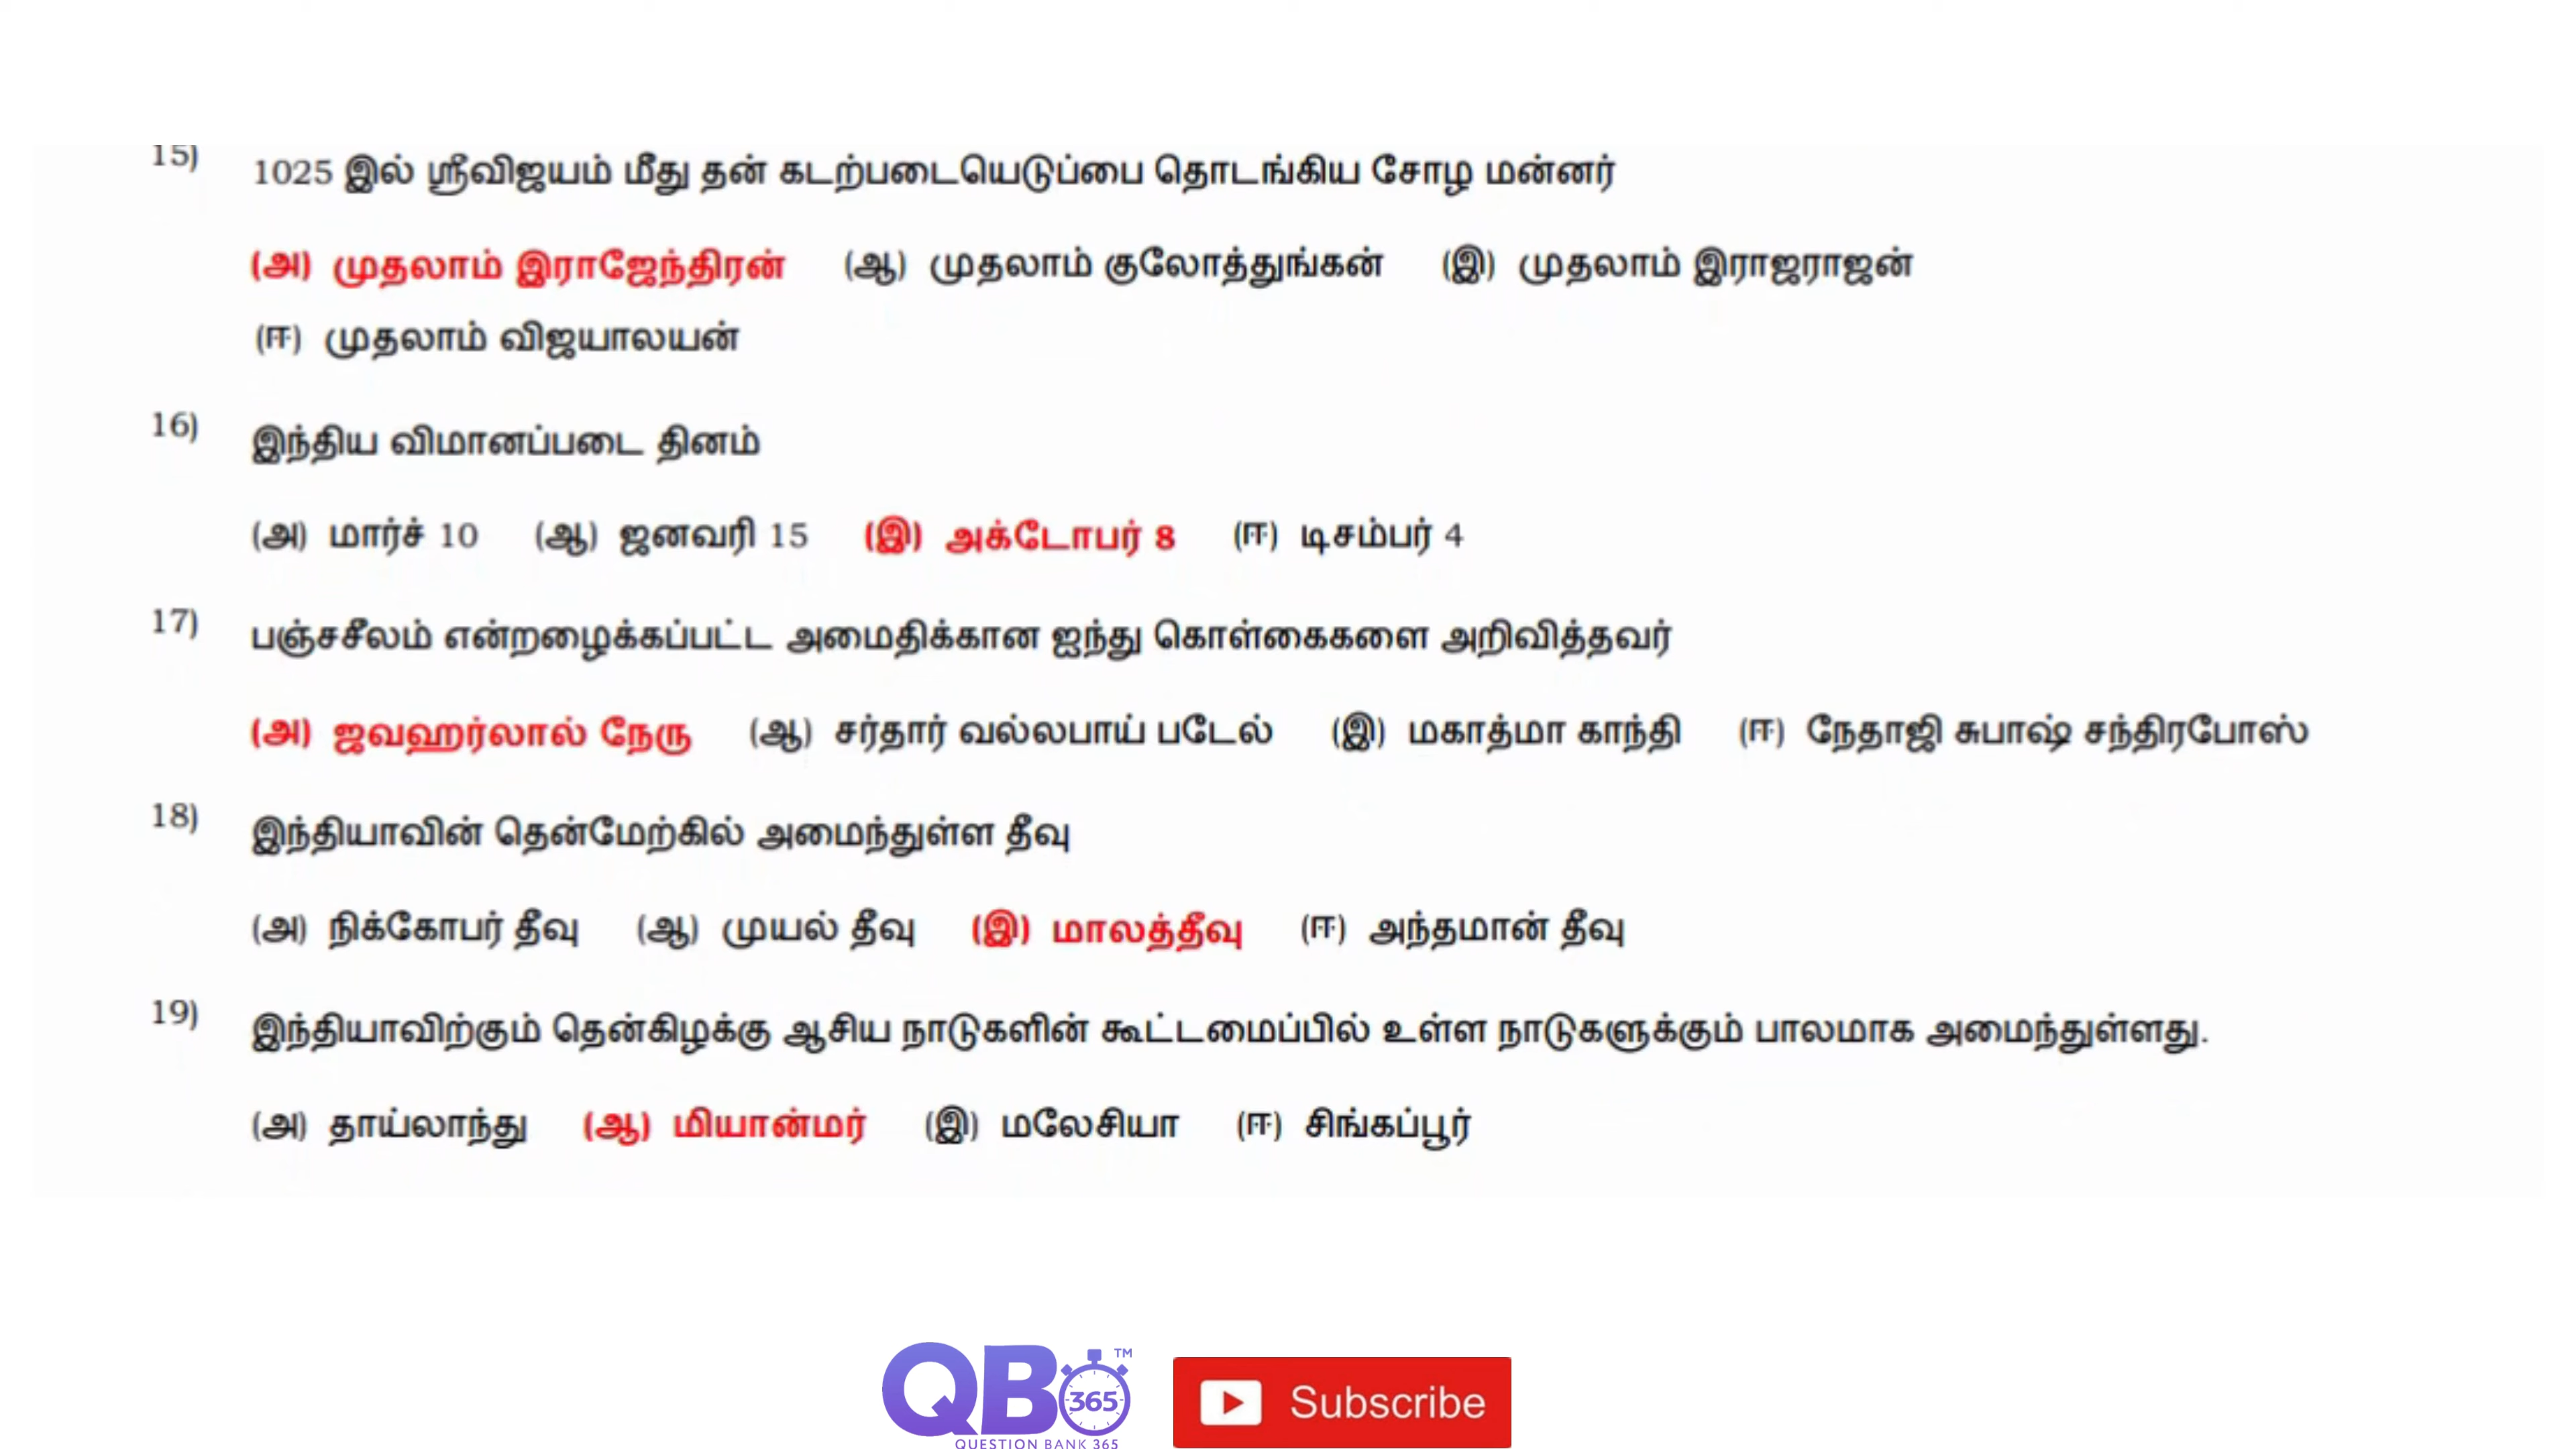 15) 1025 இல் ஸ்ரீவிஜயம் மீது தன் கடற்படையெடுப்பை தொடங்கிய சோழ மன்னர்
(அ) முதலாம் இராஜேந்திரன் (ஆ) முதலாம் குலோத்துங்கன் (இ) முதலாம் இராஜராஜன்
(ஈ) முதலாம் விஜயாலயன்
16) இந்திய விமானப்படை தினம்
(அ) மார்ச் 10 (ஆ) ஜனவரி 15 (இ) அக்டோபர் 8 (ஈ) டிசம்பர் 4
17) பஞ்சசீலம் என்றழைக்கப்பட்ட அமைதிக்கான ஐந்து கொள்கைகளை அறிவித்தவர்
(அ) ஜவஹர்லால் நேரு (ஆ) சர்தார் வல்லபாய் படேல் (இ) மகாத்மா காந்தி (ஈ) நேதாஜி சுபாஷ் சந்திரபோஸ்
18) இந்தியாவின் தென்மேற்கில் அமைந்துள்ள தீவு
(அ) நிக்கோபர் தீவு (ஆ) முயல் தீவு (இ) மாலத்தீவு (ஈ) அந்தமான் தீவு
19) இந்தியாவிற்கும் தென்கிழக்கு ஆசிய நாடுகளின் கூட்டமைப்பில் உள்ள நாடுகளுக்கும் பாலமாக அமைந்துள்ளது.
(அ) தாய்லாந்து (ஆ) மியான்மர் (இ) மலேசியா (ஈ) சிங்கப்பூர்
QB 365 TM
QUESTION BANK 365
Subscribe